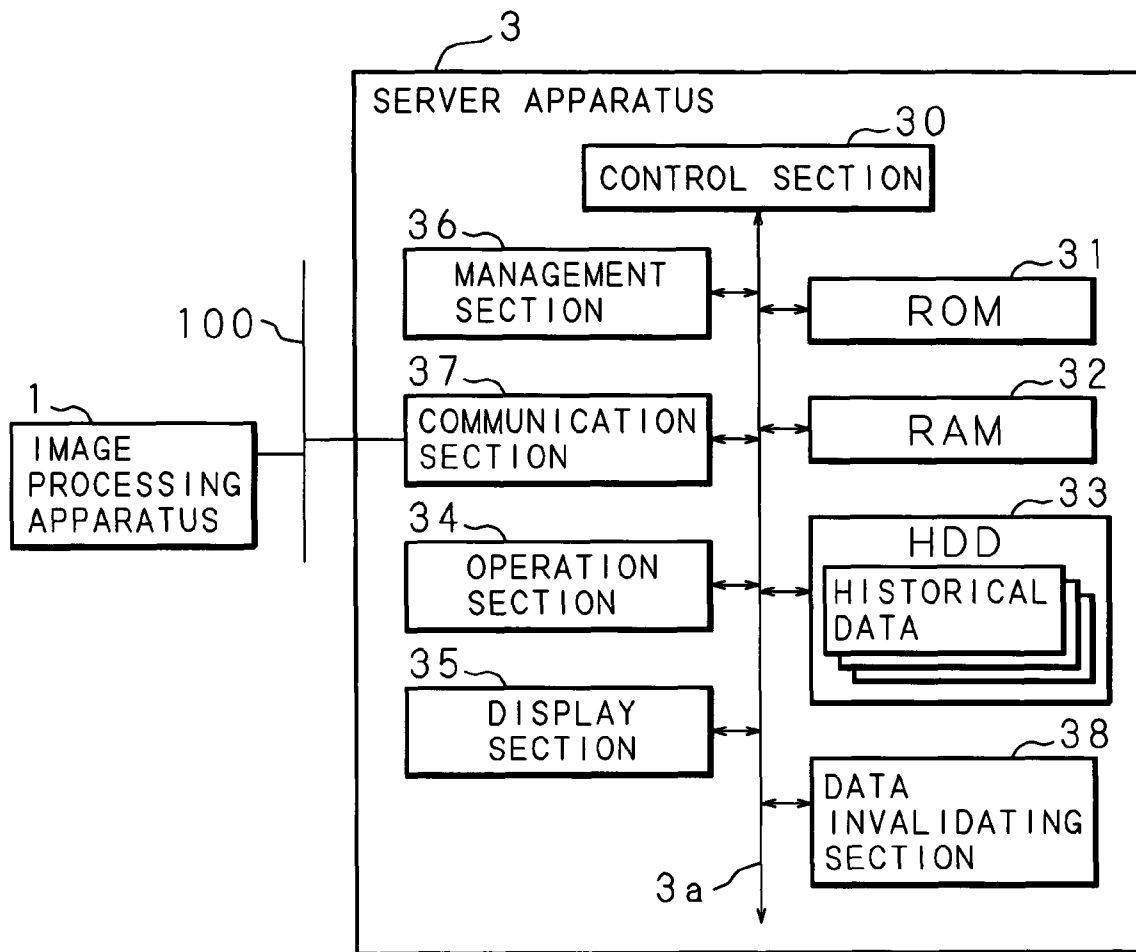 3
SERVER APPARATUS
30
CONTROL SECTION
36
MANAGEMENT
SECTION
31
ROM
100
37
COMMUNICATION
SECTION
32
RAM
1
IMAGE
PROCESSING
APPARATUS
34
OPERATION
SECTION
33
HDD
HISTORICAL
DATA
35
DISPLAY
SECTION
38
DATA
INVALIDATING
SECTION
3a